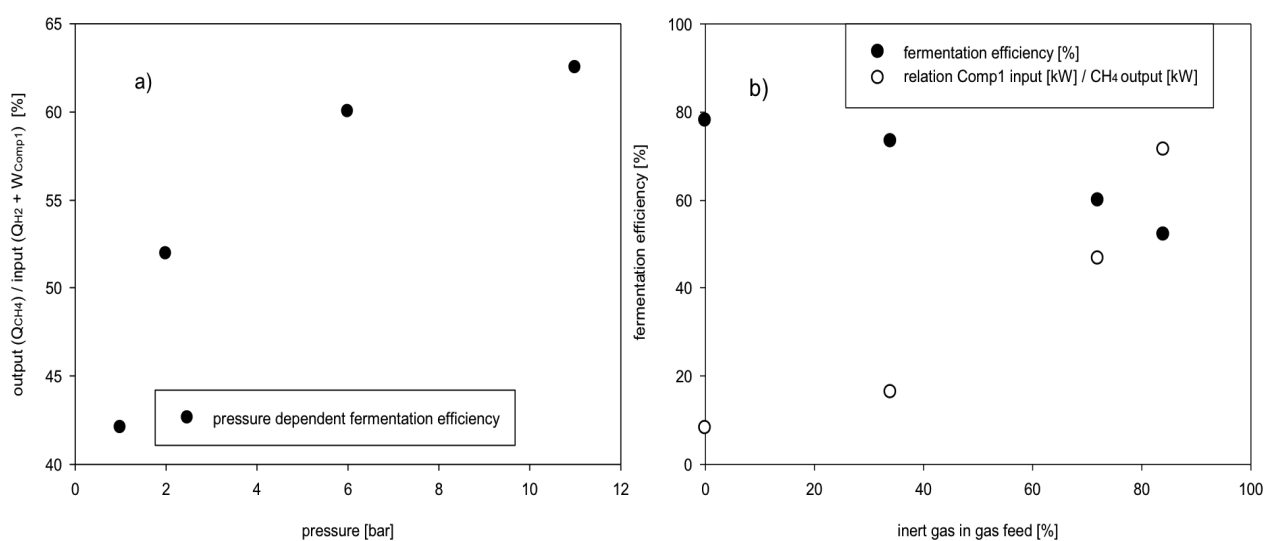 65
60
55
50
45
40
0 2 4 6 8 10 12
output (QCH4) / input (QH2 + WComp1) [%]
pressure [bar]
a)
pressure dependent fermentation efficiency
100
80
60
40
20
0
0 20 40 60 80 100
fermentation efficiency [%]
inert gas in gas feed [%]
b)
fermentation efficiency [%]
relation Comp1 input [kW] / CH4 output [kW]